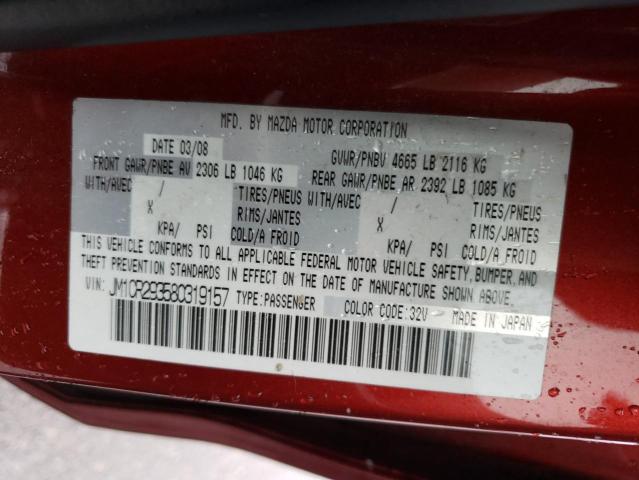 MFD. BY MAZDA MOTOR CORPORATION
DATE 03/08 GVWR/PNBV 4665 LB 2116 KG
FRONT GAWR/PNBE AV 2306 LB 1046 KG REAR GAWR/PNBE AR 2392 LB 1085 KG
WITH/AVEC / TIRES/PNEUS WITH/AVEC / TIRES/PNEUS
X RIMS/JANTES X RIMS/JANTES
KPA/ PSI COLD/A FROID KPA/ PSI COLD/A FROID
THIS VEHICLE CONFORMS TO ALL APPLICABLE FEDERAL MOTOR VEHICLE SAFETY, BUMPER, AND
THEFT PREVENTION STANDARDS IN EFFECT ON THE DATE OF MANUFACTURE SHOWN ABOVE.
VIN: JM1CR293580319157 TYPE:PASSENGER COLOR CODE:32V MADE IN JAPAN